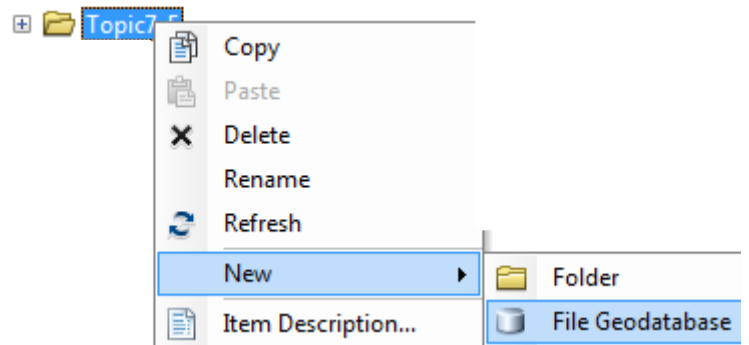 Topic7_5
Copy
Paste
Delete
Rename
Refresh
New
Folder
Item Description...
File Geodatabase